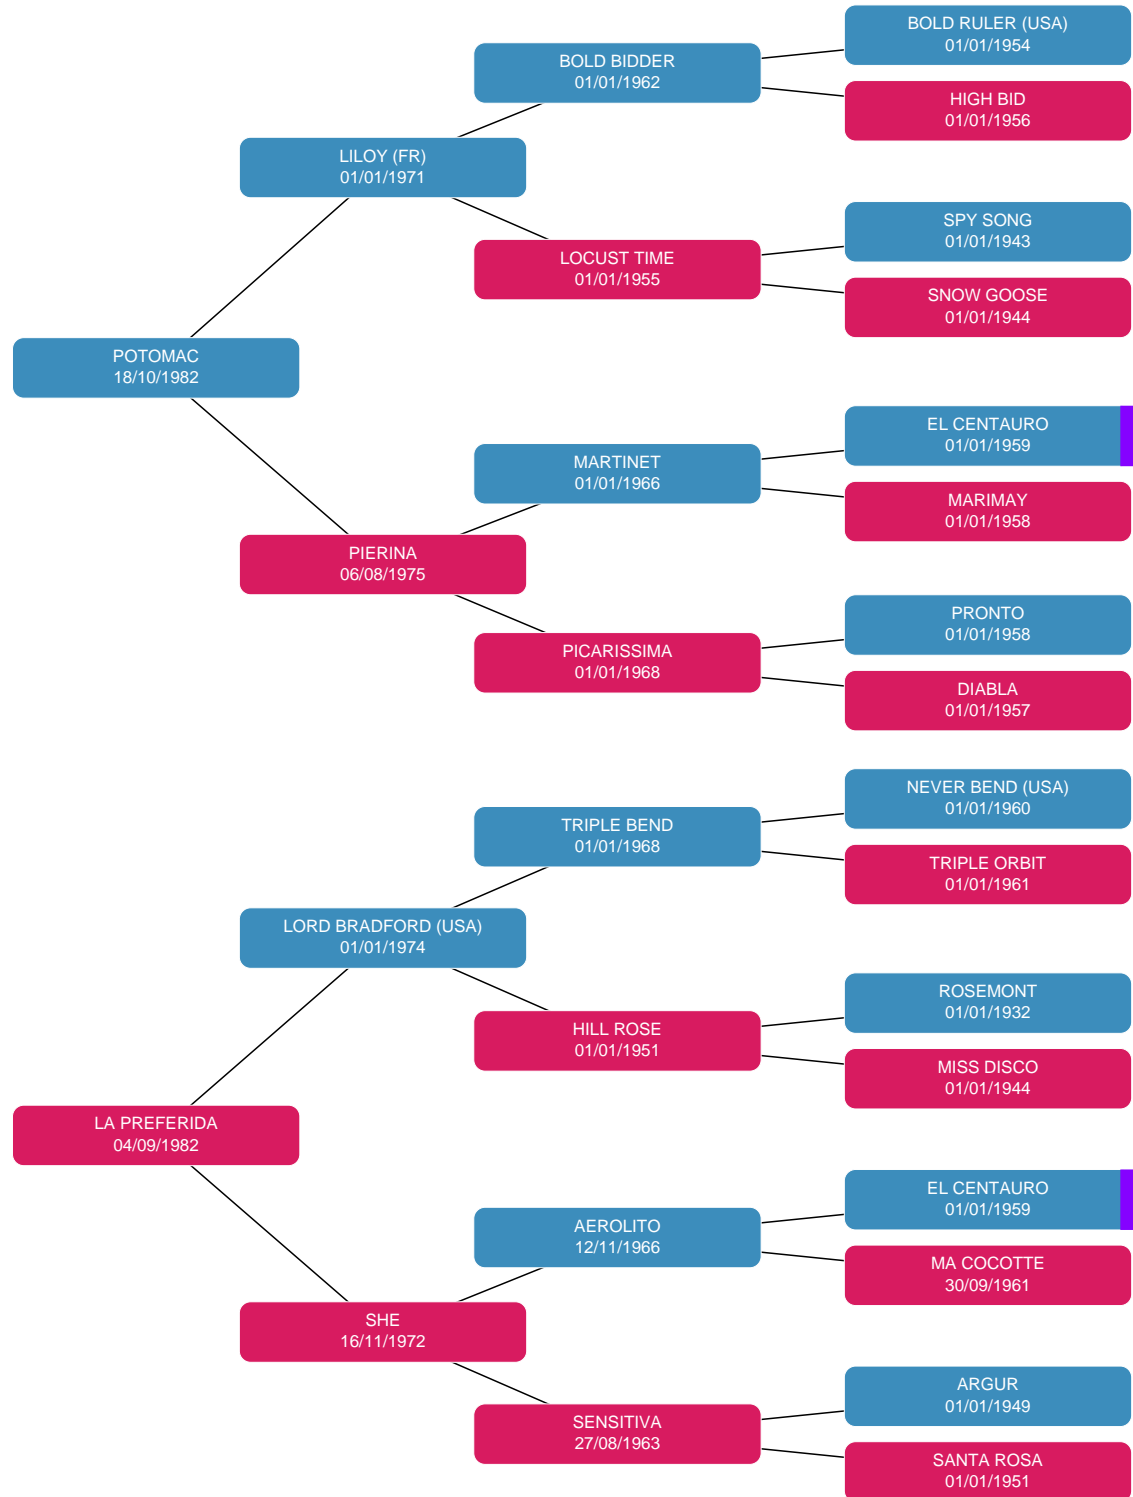 BOLD RULER (USA)
01/01/1954
BOLD BIDDER
01/01/1962
HIGH BID
01/01/1956
LILOY (FR)
01/01/1971
SPY SONG
01/01/1943
LOCUST TIME
01/01/1955
SNOW GOOSE
01/01/1944
POTOMAC
18/10/1982
EL CENTAURO
01/01/1959
MARTINET
01/01/1966
MARIMAY
01/01/1958
PIERINA
06/08/1975
PRONTO
01/01/1958
PICARISSIMA
01/01/1968
DIABLA
01/01/1957
NEVER BEND (USA)
01/01/1960
TRIPLE BEND
01/01/1968
TRIPLE ORBIT
01/01/1961
LORD BRADFORD (USA)
01/01/1974
ROSEMONT
01/01/1932
HILL ROSE
01/01/1951
MISS DISCO
01/01/1944
LA PREFERIDA
04/09/1982
EL CENTAURO
01/01/1959
AEROLITO
12/11/1966
MA COCOTTE
30/09/1961
SHE
16/11/1972
ARGUR
01/01/1949
SENSITIVA
27/08/1963
SANTA ROSA
01/01/1951